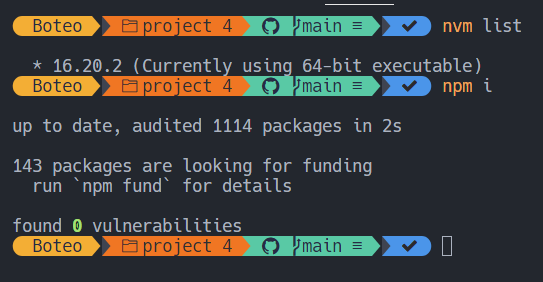 Boteo project 4 main ≡ ✔ nvm list
* 16.20.2 (Currently using 64-bit executable)
Boteo project 4 main ≡ ✔ npm i
up to date, audited 1114 packages in 2s
143 packages are looking for funding
run `npm fund` for details
found 0 vulnerabilities
Boteo project 4 main ≡ ✔